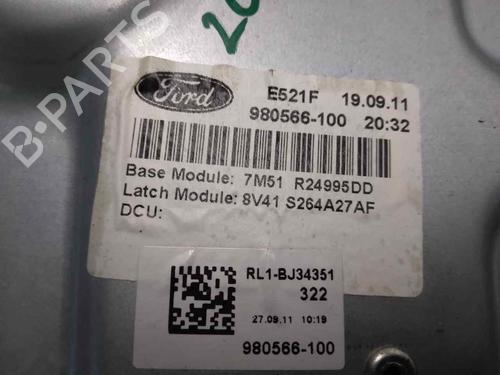 20
Ford
E521F 19.09.11
980566-100 20:32
Base Module: 7M51 R24995DD
Latch Module: 8V41 S264A27AF
DCU:
RL1-BJ34351
322
27.09.11 10:19
980566-100